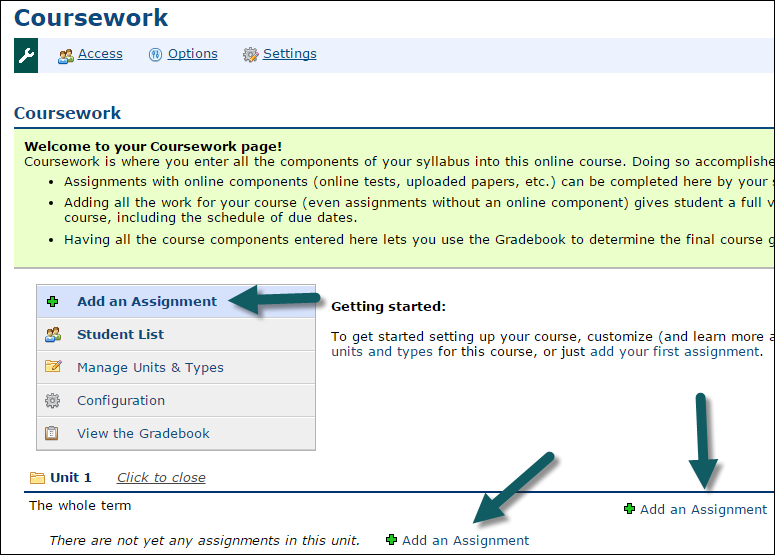 Coursework
Access Options Settings
Coursework
Welcome to your Coursework page!
Coursework is where you enter all the components of your syllabus into this online course. Doing so
• Assignments with online components (online tests, uploaded papers, etc.) can be completed here by your
• Adding all the work for your course (even assignments without an online component) gives student a full
course, including the schedule of due dates.
• Having all the course components entered here lets you use the Gradebook to determine the final course
Add an Assignment
Student List
Manage Units & Types
Configuration
View the Gradebook
Getting started:
To get started setting up your course, customize (and learn more
units and types for this course, or just add your first assignment.
Unit 1 Click to close
The whole term
Add an Assignment
There are not yet any assignments in this unit. Add an Assignment